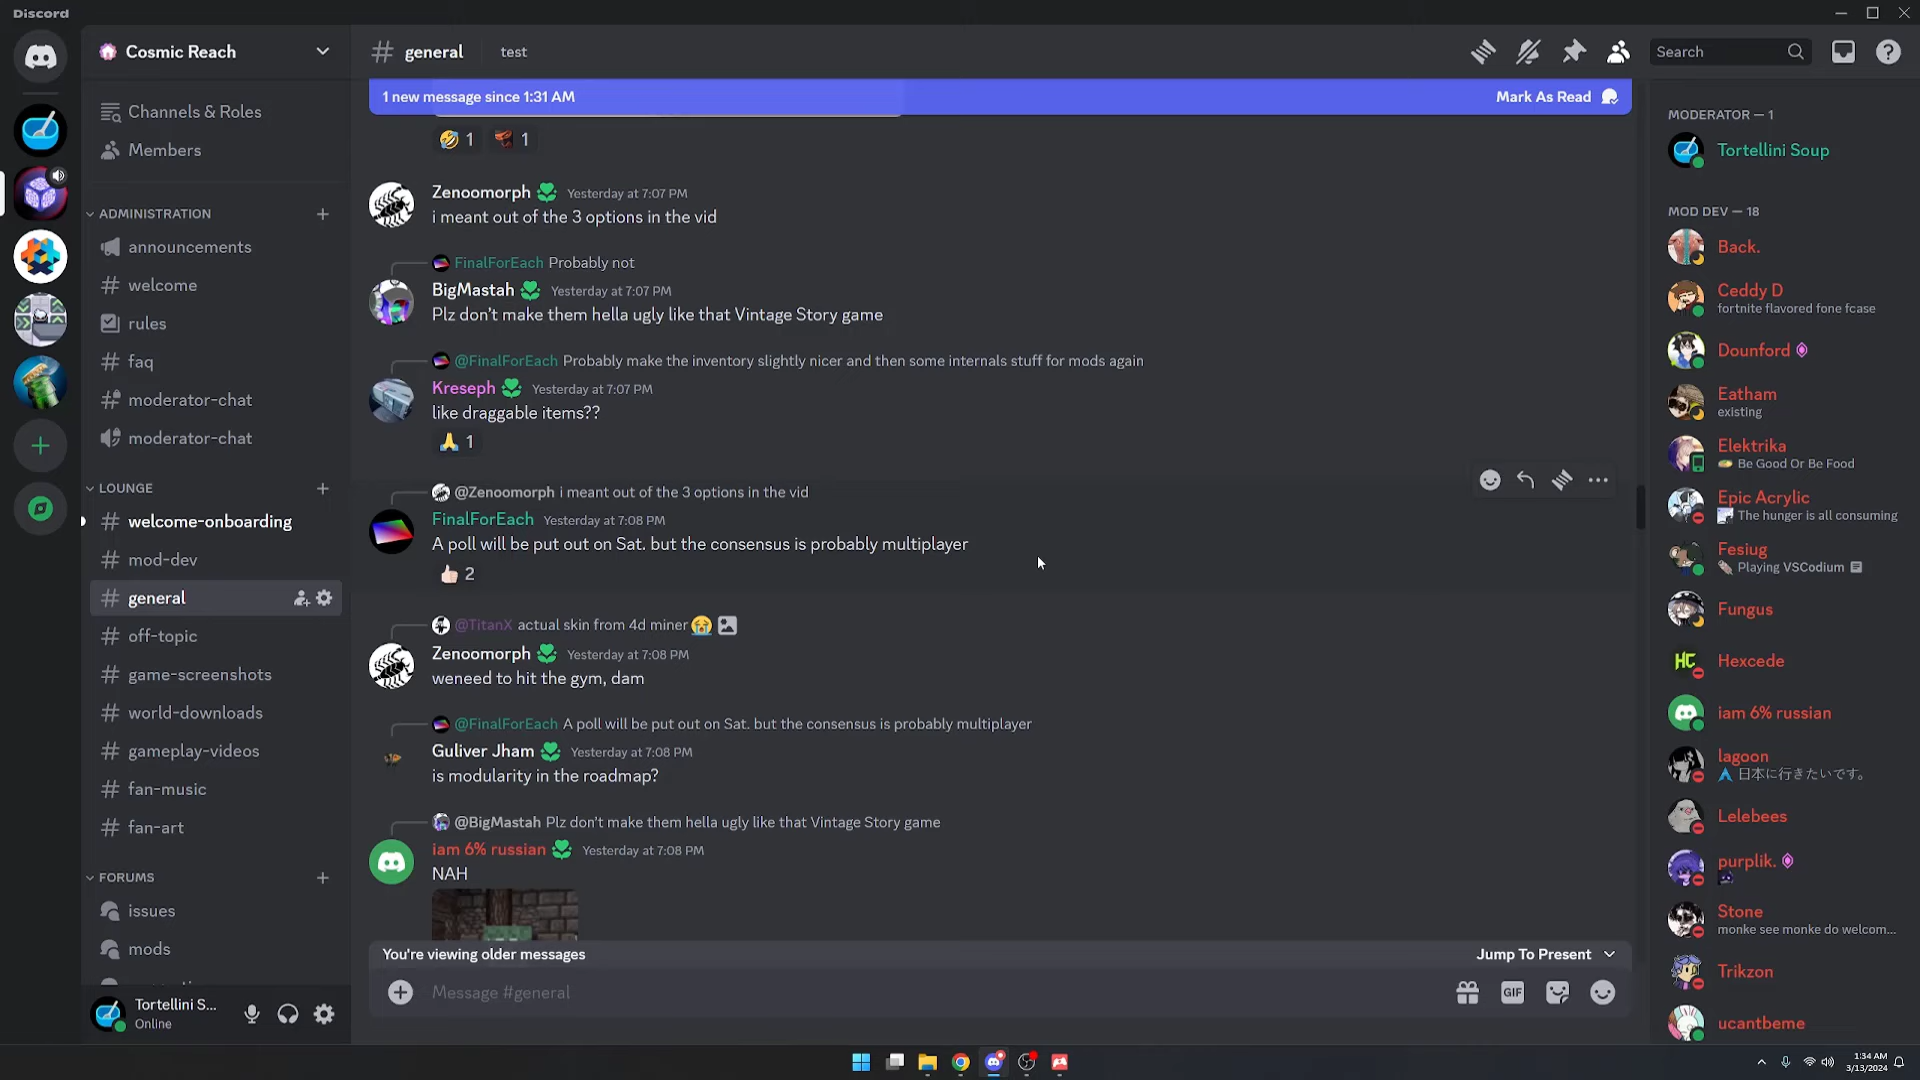 Discord
Cosmic Reach
Channels & Roles
Members
ADMINISTRATION
announcements
welcome
rules
faq
moderator-chat
moderator-chat
LOUNGE
welcome-onboarding
mod-dev
general
off-topic
game-screenshots
world-downloads
gameplay-videos
fan-music
fan-art
FORUMS
issues
mods
Tortellini S...
Online
general
test
Search
1 new message since 1:31 AM
Mark As Read
1 1
Zenoomorph Yesterday at 7:07 PM
i meant out of the 3 options in the vid
FinalForEach Probably not
BigMastah Yesterday at 7:07 PM
Plz don't make them hella ugly like that Vintage Story game
@FinalForEach Probably make the inventory slightly nicer and then some internals stuff for mods again
Kreseph Yesterday at 7:07 PM
like draggable items??
1
@Zenoomorph i meant out of the 3 options in the vid
FinalForEach Yesterday at 7:08 PM
A poll will be put out on Sat. but the consensus is probably multiplayer
2
@TitanX actual skin from 4d miner
Zenoomorph Yesterday at 7:08 PM
weneed to hit the gym, dam
@FinalForEach A poll will be put out on Sat. but the consensus is probably multiplayer
Guliver Jham Yesterday at 7:08 PM
is modularity in the roadmap?
@BigMastah Plz don't make them hella ugly like that Vintage Story game
iam 6% russian Yesterday at 7:08 PM
NAH
You're viewing older messages
Jump To Present
Message #general
GIF
MODERATOR — 1
Tortellini Soup
MOD DEV — 18
Back.
Ceddy D
fortnite flavored fone fcase
Dounford
Eatham
existing
Elektrika
Be Good Or Be Food
Epic Acrylic
The hunger is all consuming
Fesiug
Playing VSCodium
Fungus
HC
Hexcede
iam 6% russian
lagoon
日本に行きたいです。
Lelebees
purplik.
Stone
monke see monke do welcom...
Trikzon
ucantbeme
1:34 AM
3/13/2024